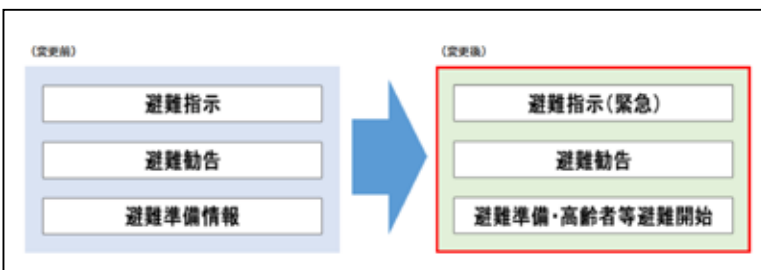 (変更前)
避難指示
避難勧告
避難準備情報
(変更後)
避難指示(緊急)
避難勧告
避難準備・高齢者等避難開始